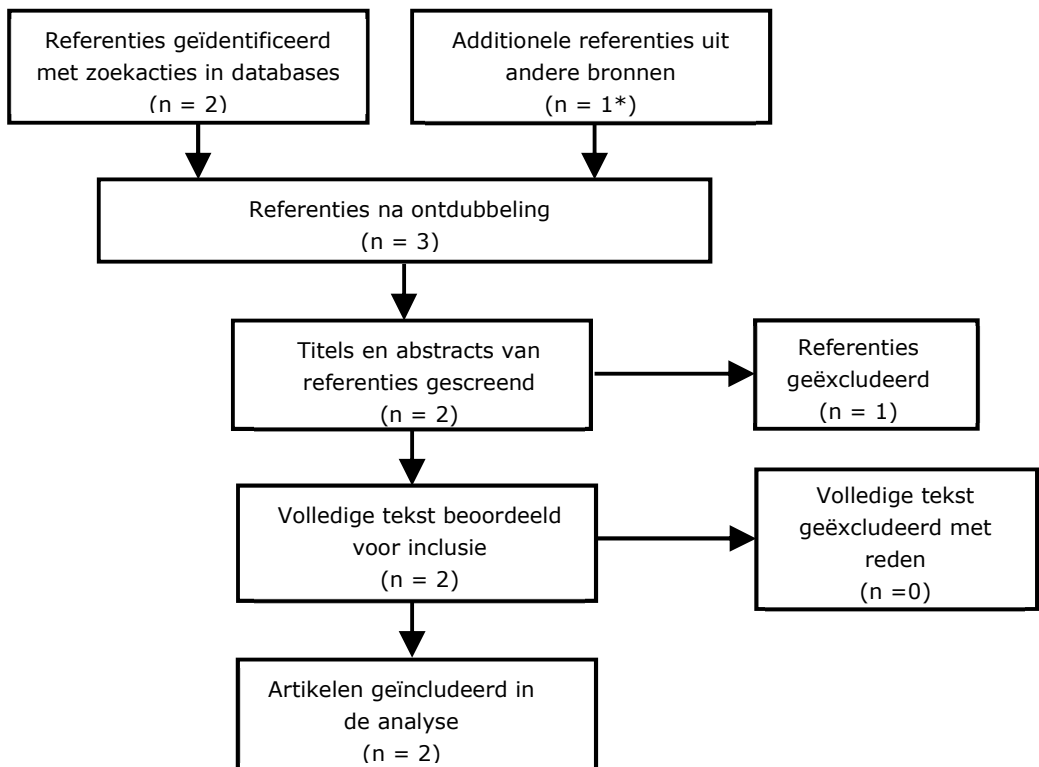 Referenties geïdentificeerd
met zoekacties in databases
(n = 2)
Additionele referenties uit
andere bronnen
(n = 1*)
Referenties na ontdubbeling
(n = 3)
Titels en abstracts van
referenties gescreend
(n = 2)
Referenties
geëxcludeerd
(n = 1)
Volledige tekst beoordeeld
voor inclusie
(n = 2)
Volledige tekst
geëxcludeerd met
reden
(n =0)
Artikelen geïncludeerd in
de analyse
(n = 2)